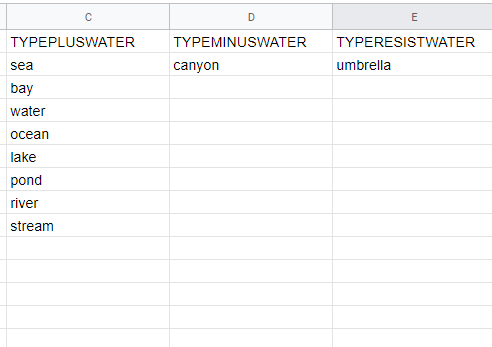 C D E
TYPEPLUSWATER TYPEMINUSWATER TYPERESISTWATER
sea canyon umbrella
bay
water
ocean
lake
pond
river
stream